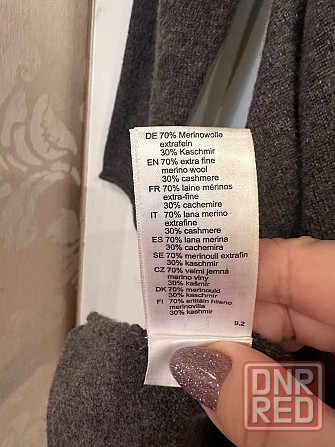 DE 70% Merinowolle
extrafein
30% Kaschmir
EN 70% extra fine
merino wool
30% cashmere
FR 70% laine mérinos
extra-fine
30% cachemire
IT 70% lana merino
extrafine
30% cashmere
ES 70% lana merina
30% cachemira
SE 70% merinoull extrafin
30% kaschmir
CZ 70% velmi jemná
merino vlny
30% kašmir
DK 70% merinould
30% kaschmir
FI 70% erittäin hieno
merinovilla
30% kashmir
9.2
DNR
RED